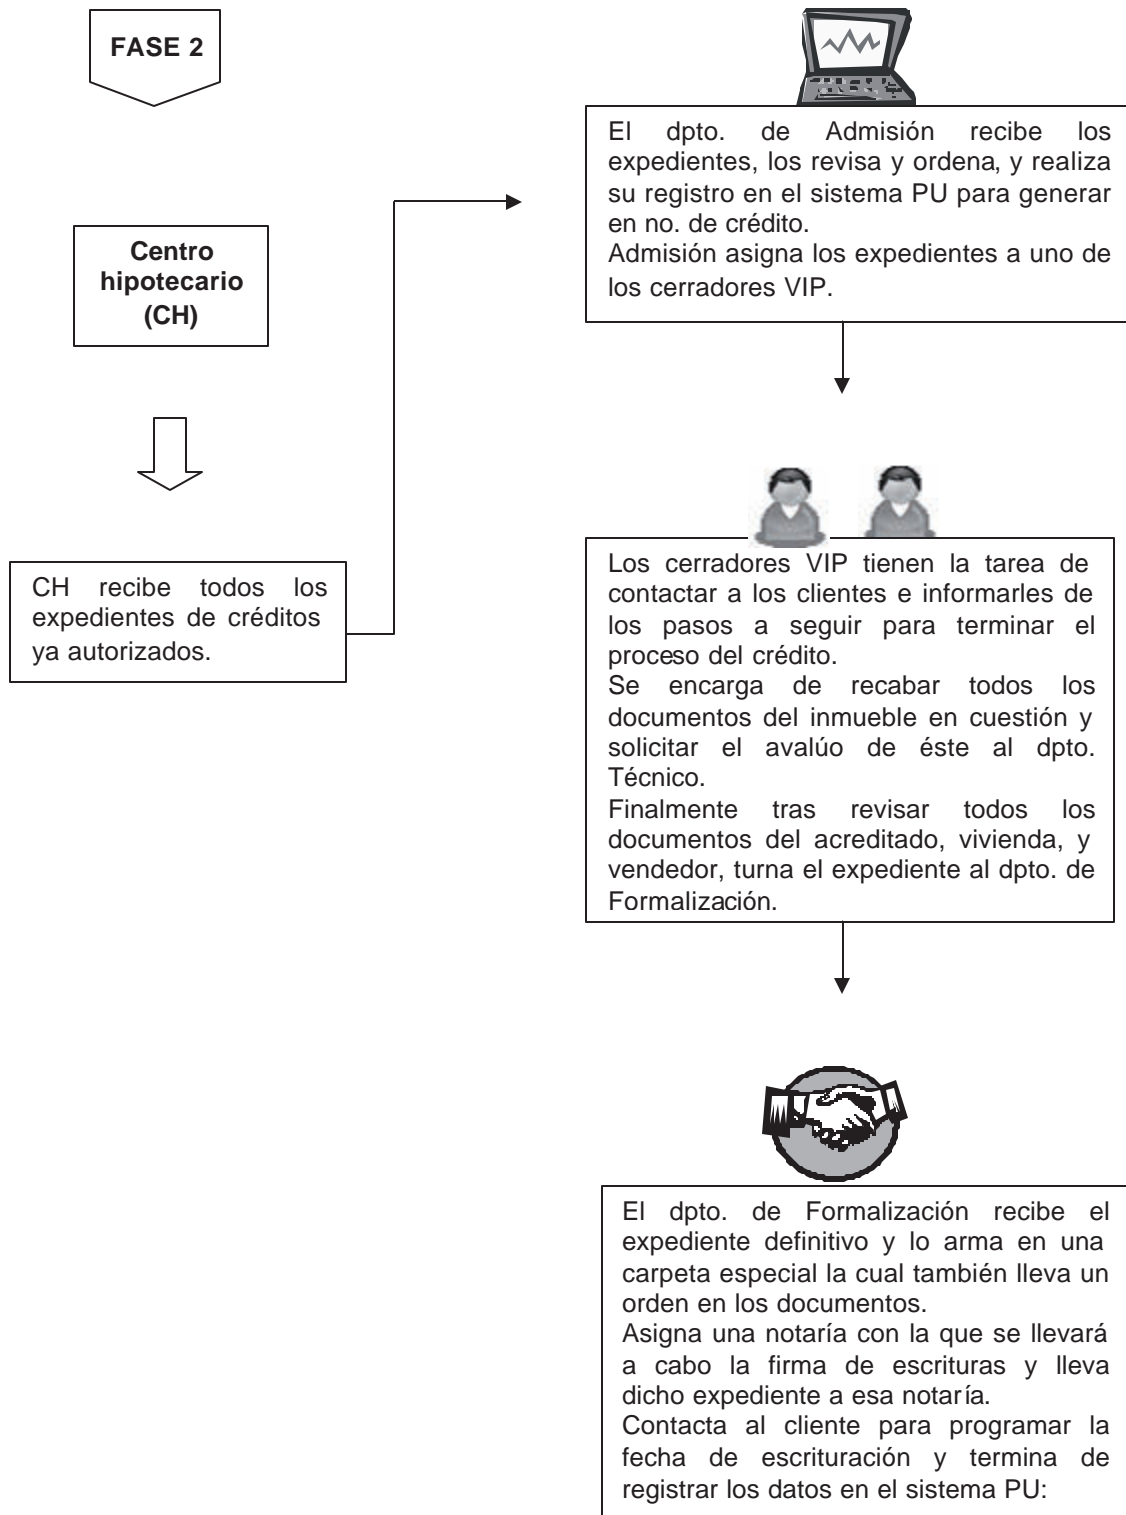 FASE 2
Centro
hipotecario
(CH)
CH recibe todos los
expedientes de créditos
ya autorizados.
El dpto. de Admisión recibe los
expedientes, los revisa y ordena, y realiza
su registro en el sistema PU para generar
en no. de crédito.
Admisión asigna los expedientes a uno de
los cerradores VIP.
Los cerradores VIP tienen la tarea de
contactar a los clientes e informarles de
los pasos a seguir para terminar el
proceso del crédito.
Se encarga de recabar todos los
documentos del inmueble en cuestión y
solicitar el avalúo de éste al dpto.
Técnico.
Finalmente tras revisar todos los
documentos del acreditado, vivienda, y
vendedor, turna el expediente al dpto. de
Formalización.
El dpto. de Formalización recibe el
expediente definitivo y lo arma en una
carpeta especial la cual también lleva un
orden en los documentos.
Asigna una notaría con la que se llevará
a cabo la firma de escrituras y lleva
dicho expediente a esa notaría.
Contacta al cliente para programar la
fecha de escrituración y termina de
registrar los datos en el sistema PU: